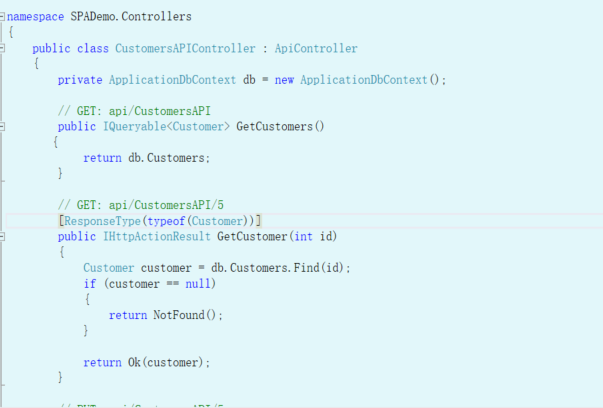 namespace SPADemo.Controllers
{
public class CustomersAPIController : ApiController
{
private ApplicationDbContext db = new ApplicationDbContext();
// GET: api/CustomersAPI
public IQueryable<Customer> GetCustomers()
{
return db.Customers;
}
// GET: api/CustomersAPI/5
[ResponseType(typeof(Customer))]
public IHttpActionResult GetCustomer(int id)
{
Customer customer = db.Customers.Find(id);
if (customer == null)
{
return NotFound();
}
return Ok(customer);
}